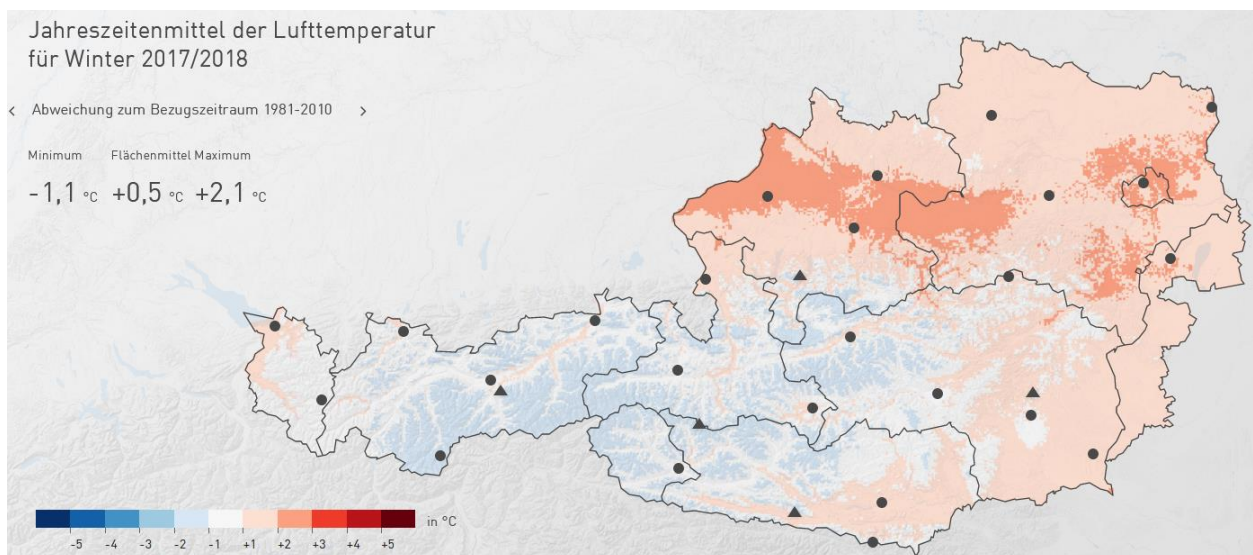 Jahreszeitenmittel der Lufttemperatur
für Winter 2017/2018
‹ Abweichung zum Bezugszeitraum 1981-2010 ›
Minimum Flächenmittel Maximum
-1,1 °C +0,5 °C +2,1 °C
in °C
-5 -4 -3 -2 -1 +1 +2 +3 +4 +5